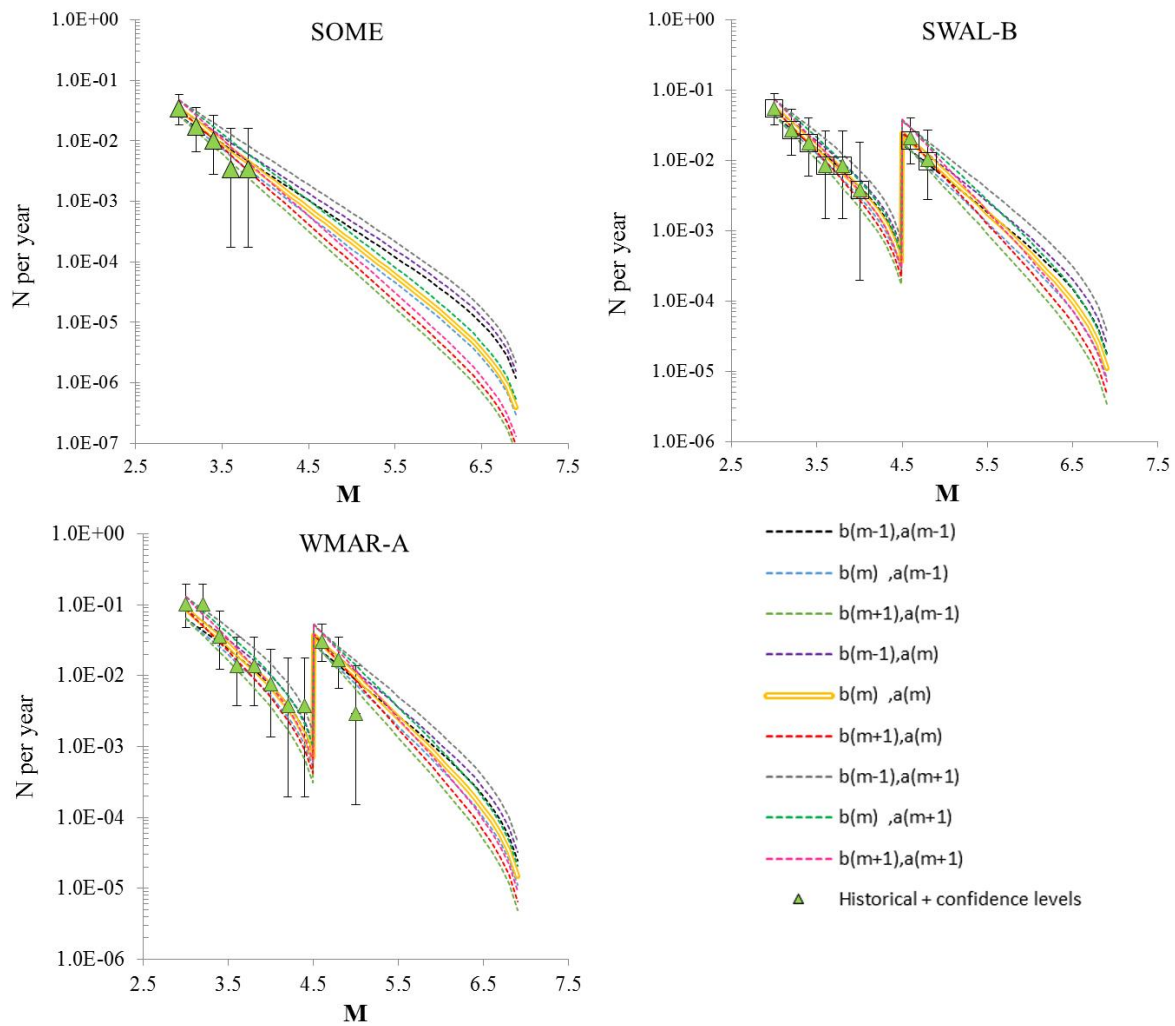 SOME
1.0E+00
1.0E-01
1.0E-02
1.0E-03
1.0E-04
1.0E-05
1.0E-06
1.0E-07
N per year
2.5 3.5 4.5 5.5 6.5 7.5
M
SWAL-B
1.0E+00
1.0E-01
1.0E-02
1.0E-03
1.0E-04
1.0E-05
1.0E-06
N per year
2.5 3.5 4.5 5.5 6.5 7.5
M
WMAR-A
1.0E+00
1.0E-01
1.0E-02
1.0E-03
1.0E-04
1.0E-05
1.0E-06
N per year
2.5 3.5 4.5 5.5 6.5 7.5
M
b(m-1),a(m-1)
b(m) ,a(m-1)
b(m+1),a(m-1)
b(m-1),a(m)
b(m) ,a(m)
b(m+1),a(m)
b(m-1),a(m+1)
b(m) ,a(m+1)
b(m+1),a(m+1)
Historical + confidence levels